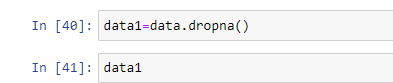 In [40]: data1=data.dropna()
In [41]: data1